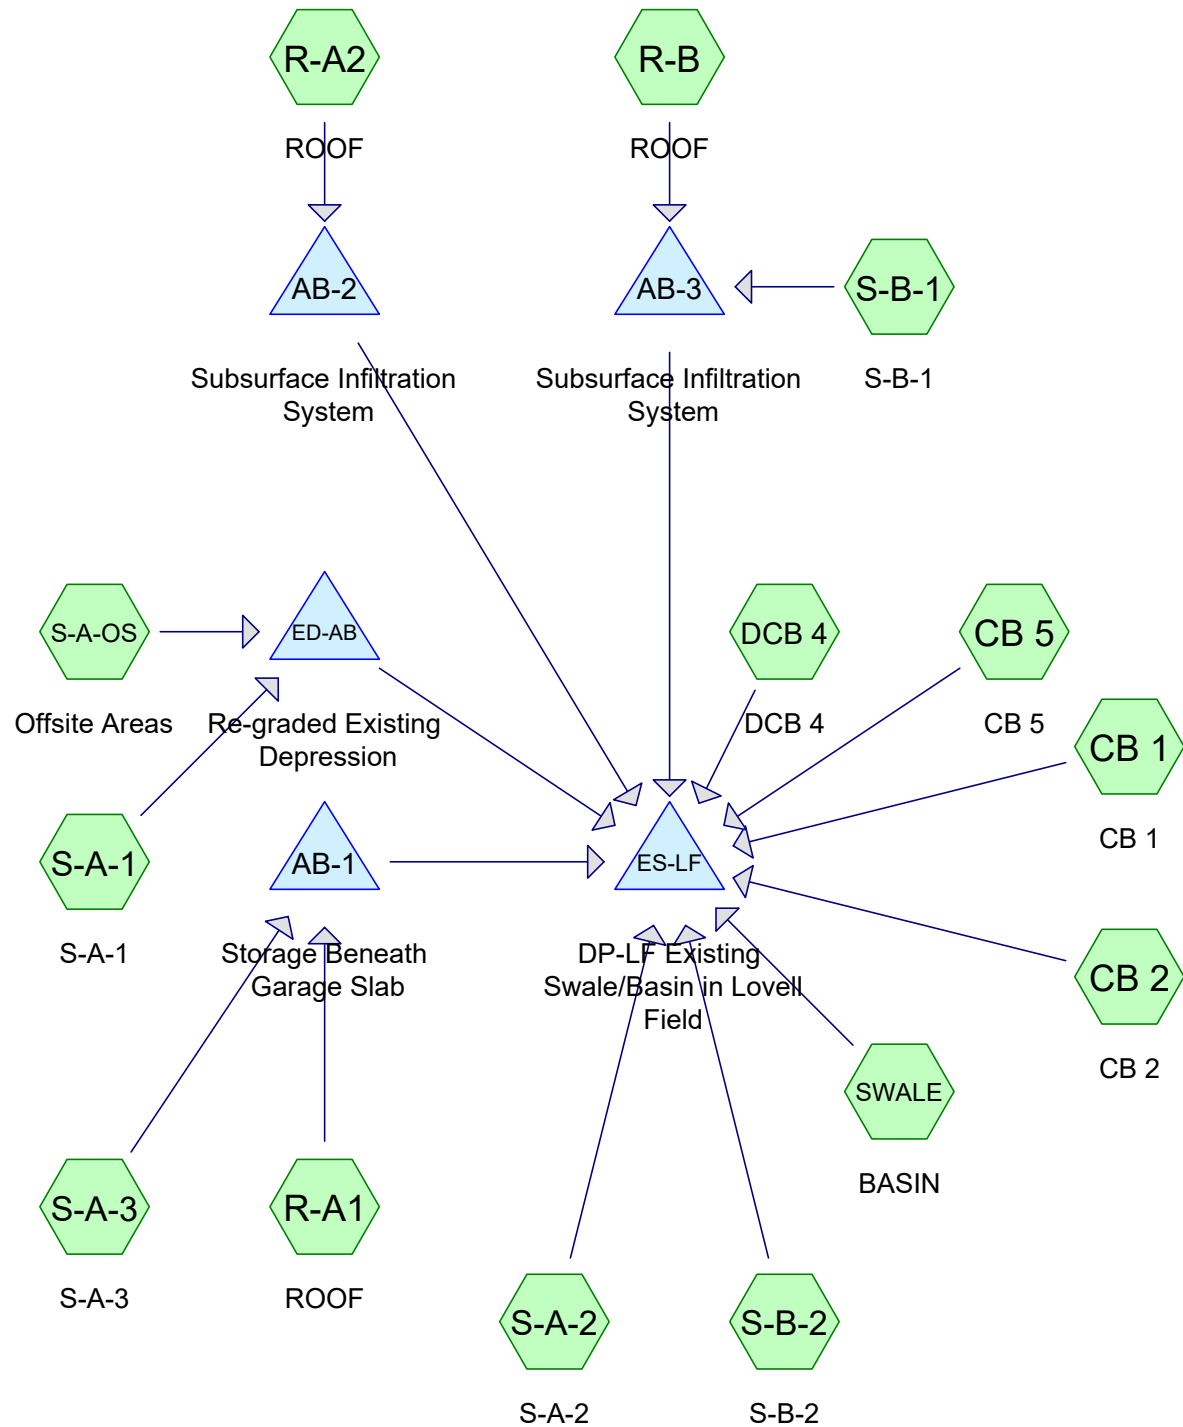 R-A2
ROOF
R-B
ROOF
AB-2
Subsurface Infiltration
System
AB-3
Subsurface Infiltration
System
S-B-1
S-B-1
S-A-OS
Offsite Areas
ED-AB
Re-graded Existing
Depression
DCB 4
DCB 4
CB 5
CB 5
CB 1
CB 1
S-A-1
S-A-1
AB-1
Storage Beneath
Garage Slab
ES-LF
DP-LF Existing
Swale/Basin in Lovell
Field
CB 2
CB 2
SWALE
BASIN
S-A-3
S-A-3
R-A1
ROOF
S-A-2
S-A-2
S-B-2
S-B-2